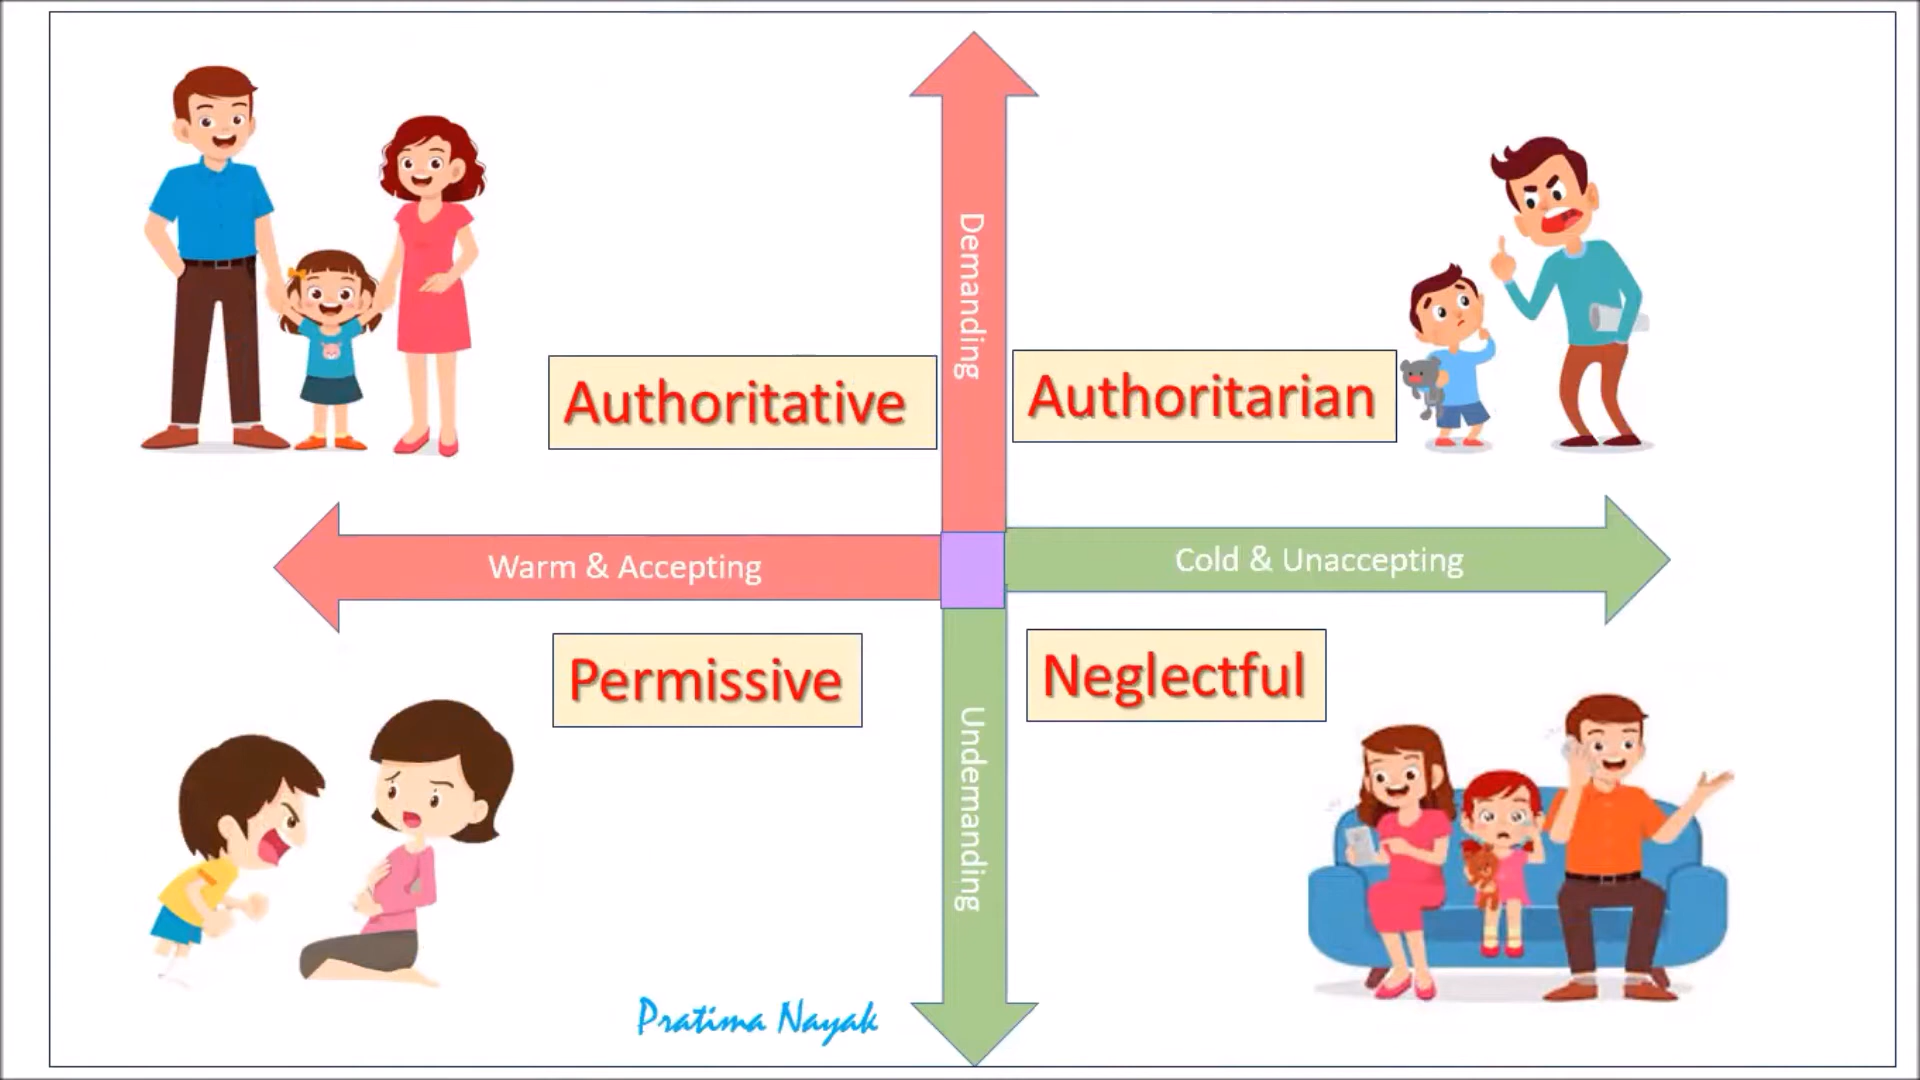 Demanding
Authoritative
Authoritarian
Warm & Accepting
Cold & Unaccepting
Permissive
Neglectful
Undemanding
Pratima Nayak